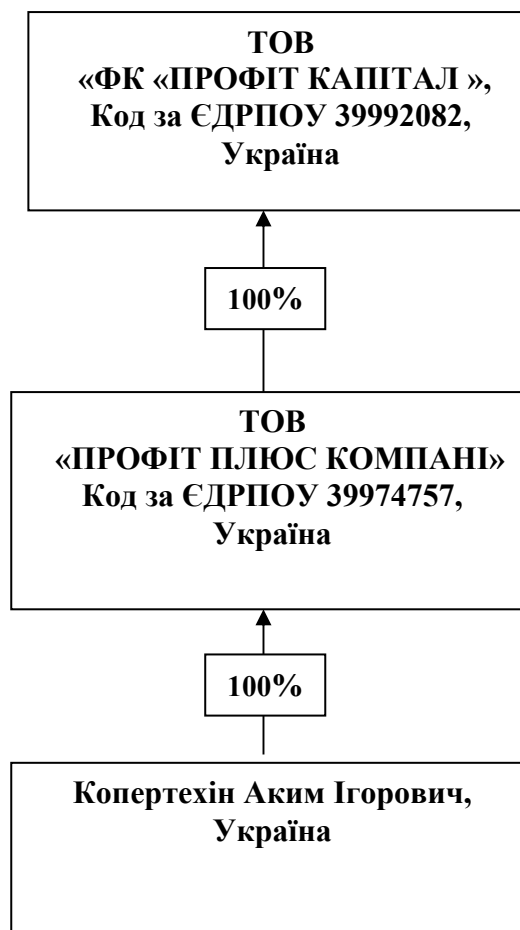 ТОВ
«ФК «ПРОФІТ КАПІТАЛ »,
Код за ЄДРПОУ 39992082,
Україна
100%
ТОВ
«ПРОФІТ ПЛЮС КОМПАНІ»
Код за ЄДРПОУ 39974757,
Україна
100%
Копертехін Аким Ігорович,
Україна